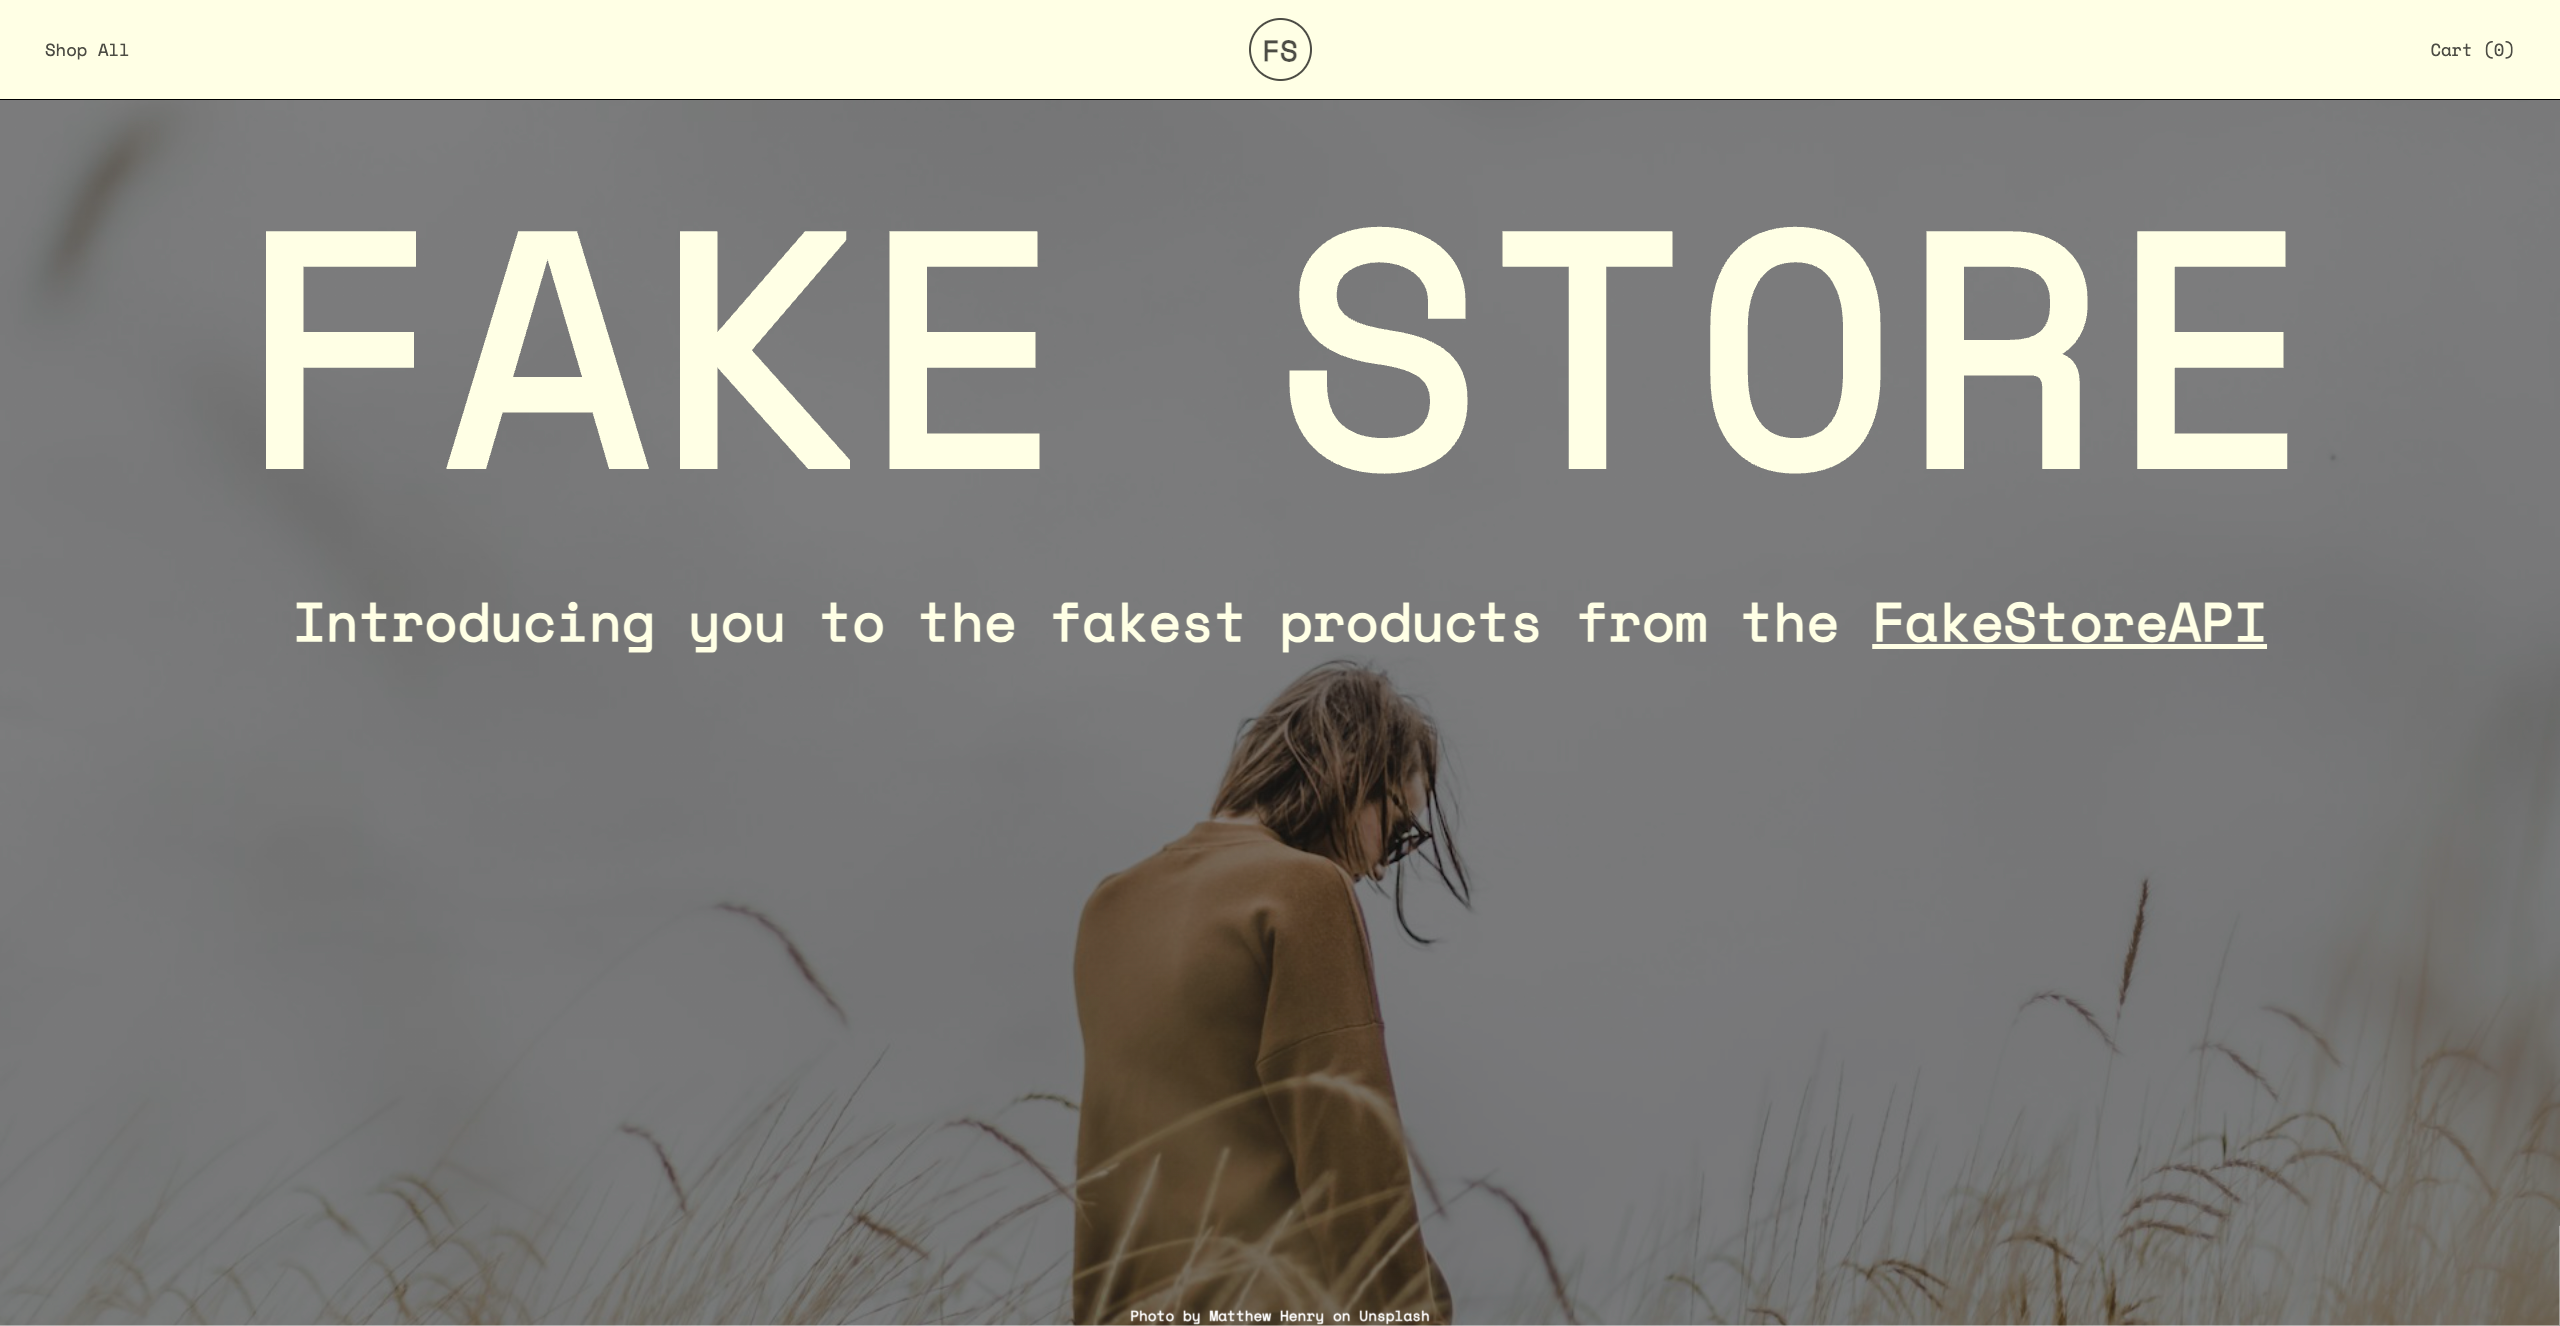 Shop All
FS
Cart (0)
FAKE STORE
Introducing you to the fakest products from the FakeStoreAPI
Photo by Matthew Henry on Unsplash